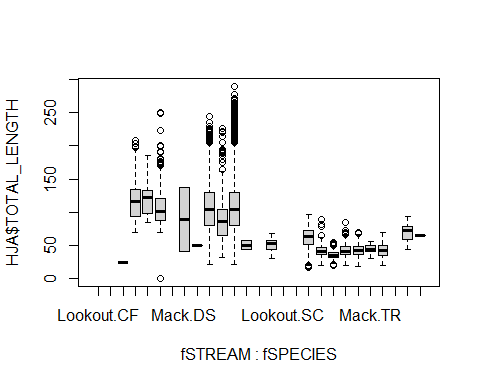 HJA$TOTAL_LENGTH
250
150
50
0
Lookout.CF Mack.DS Lookout.SC Mack.TR
fSTREAM : fSPECIES